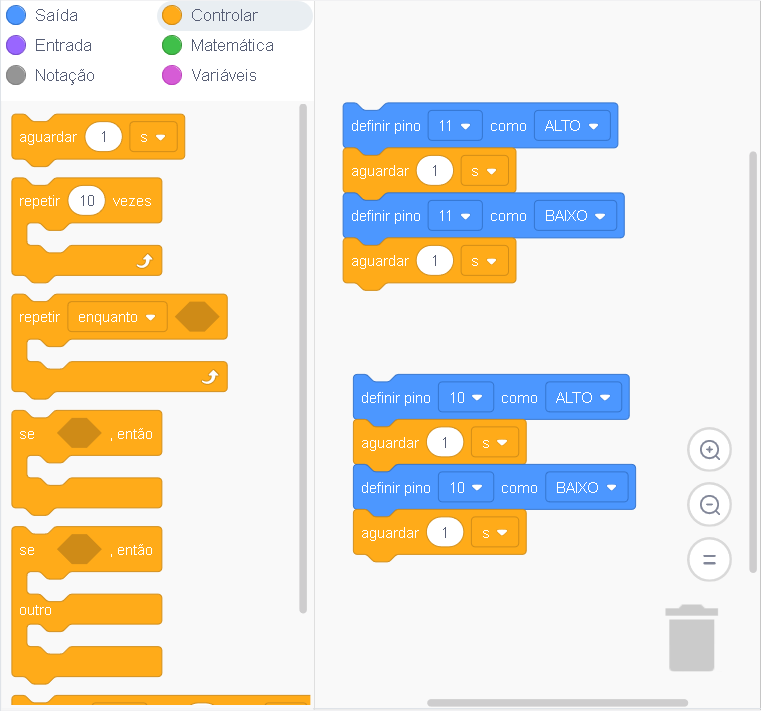 Saída
Controlar
Entrada
Matemática
Notação
Variáveis
aguardar 1 s
repetir 10 vezes
repetir enquanto
se , então
se , então
outro
definir pino 11 como ALTO
aguardar 1 s
definir pino 11 como BAIXO
aguardar 1 s
definir pino 10 como ALTO
aguardar 1 s
definir pino 10 como BAIXO
aguardar 1 s